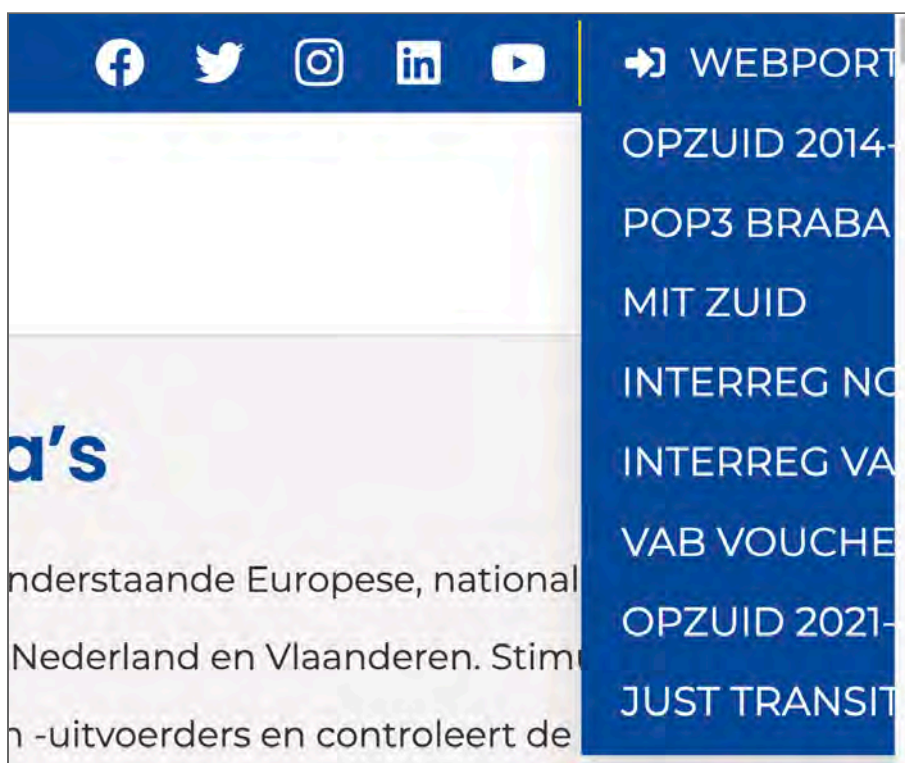 WEBPORT
OPZUID 2014-
POP3 BRABA
MIT ZUID
INTERREG
INTERREG VA
VAB VOUCHE
OPZUID 2021-
JUST TRANSIT
a's
nderstaande Europese, national
Nederland en Vlaanderen. Stim
n -uitvoerders en controleert de